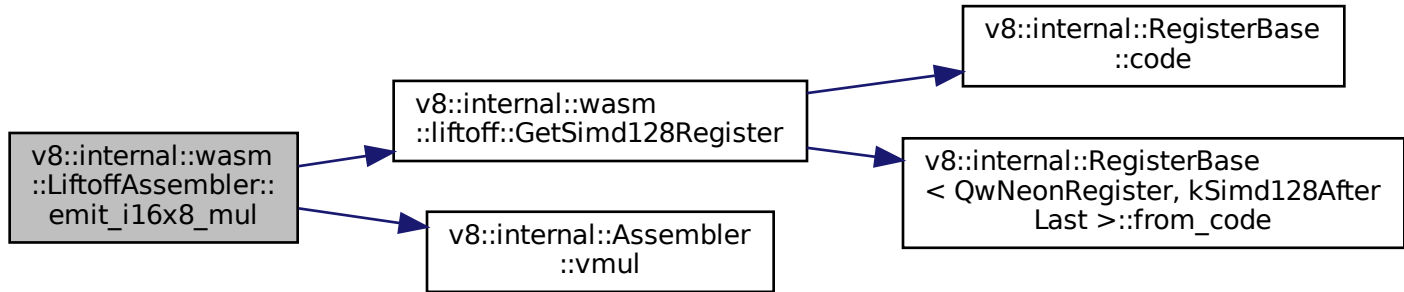 v8::internal::wasm
::LiftoffAssembler::
emit_i16x8_mul
v8::internal::wasm
::liftoff::GetSimd128Register
v8::internal::Assembler
::vmul
v8::internal::RegisterBase
::code
v8::internal::RegisterBase
< QwNeonRegister, kSimd128After
Last >::from_code